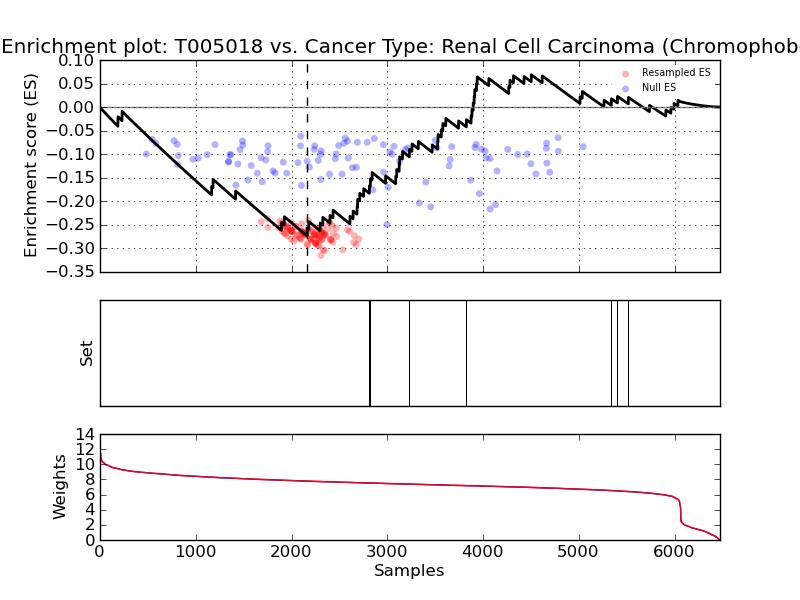 Enrichment plot: T005018 vs. Cancer Type: Renal Cell Carcinoma (Chromophob
0.10
0.05
0.00
−0.05
−0.10
−0.15
−0.20
−0.25
−0.30
−0.35
Enrichment score (ES)
Resampled ES
Null ES
Set
14
12
10
8
6
4
2
0
Weights
0 1000 2000 3000 4000 5000 6000
Samples